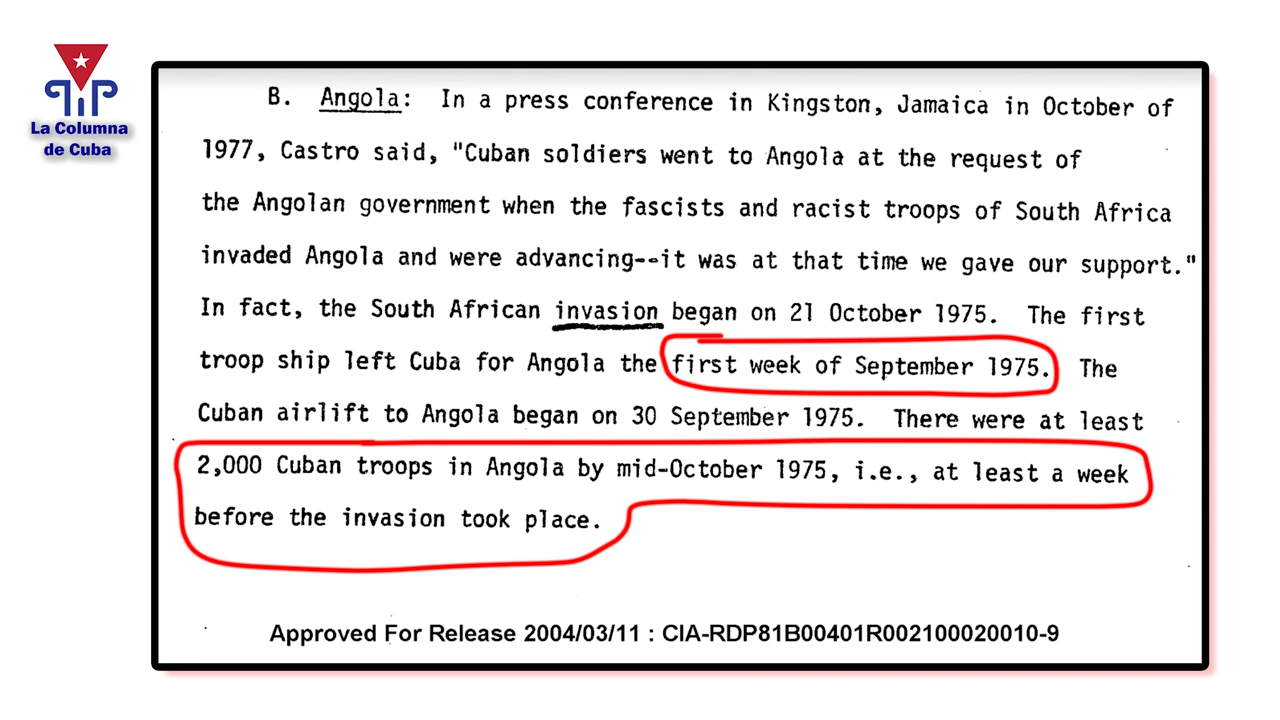 La Columna
de Cuba
B. Angola: In a press conference in Kingston, Jamaica in October of
1977, Castro said, "Cuban soldiers went to Angola at the request of
the Angolan government when the fascists and racist troops of South Africa
invaded Angola and were advancing--it was at that time we gave our support."
In fact, the South African invasion began on 21 October 1975. The first
troop ship left Cuba for Angola the first week of September 1975. The
Cuban airlift to Angola began on 30 September 1975. There were at least
2,000 Cuban troops in Angola by mid-October 1975, i.e., at least a week
before the invasion took place.
Approved For Release 2004/03/11 : CIA-RDP81B00401R002100020010-9